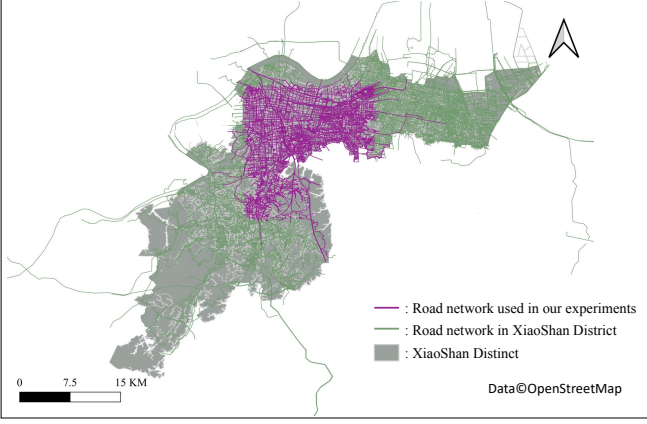 : Road network used in our experiments
: Road network in XiaoShan District
: XiaoShan Distinct
0 7.5 15 KM
Data©OpenStreetMap